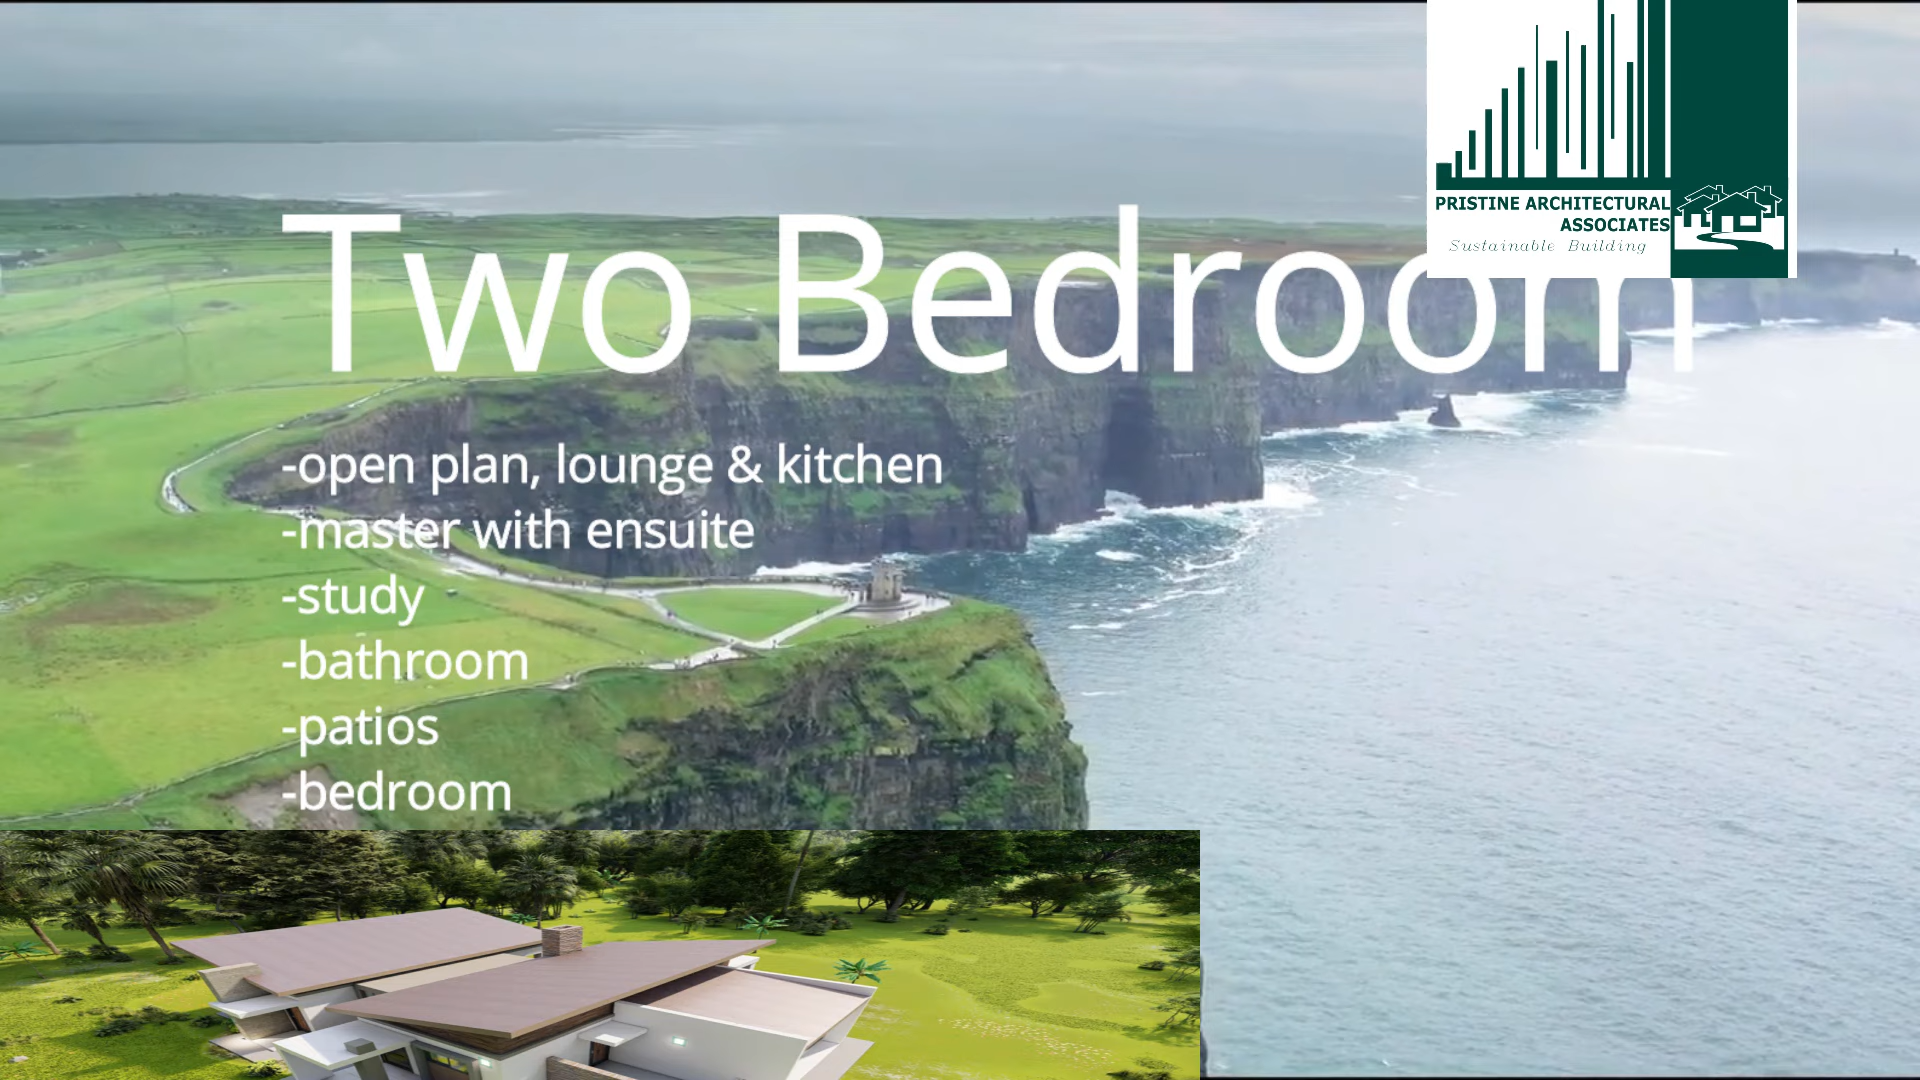 PRISTINE ARCHITECTURAL
ASSOCIATES
Sustainable Building
Two Bedroom
-open plan, lounge & kitchen
-master with ensuite
-study
-bathroom
-patios
-bedroom